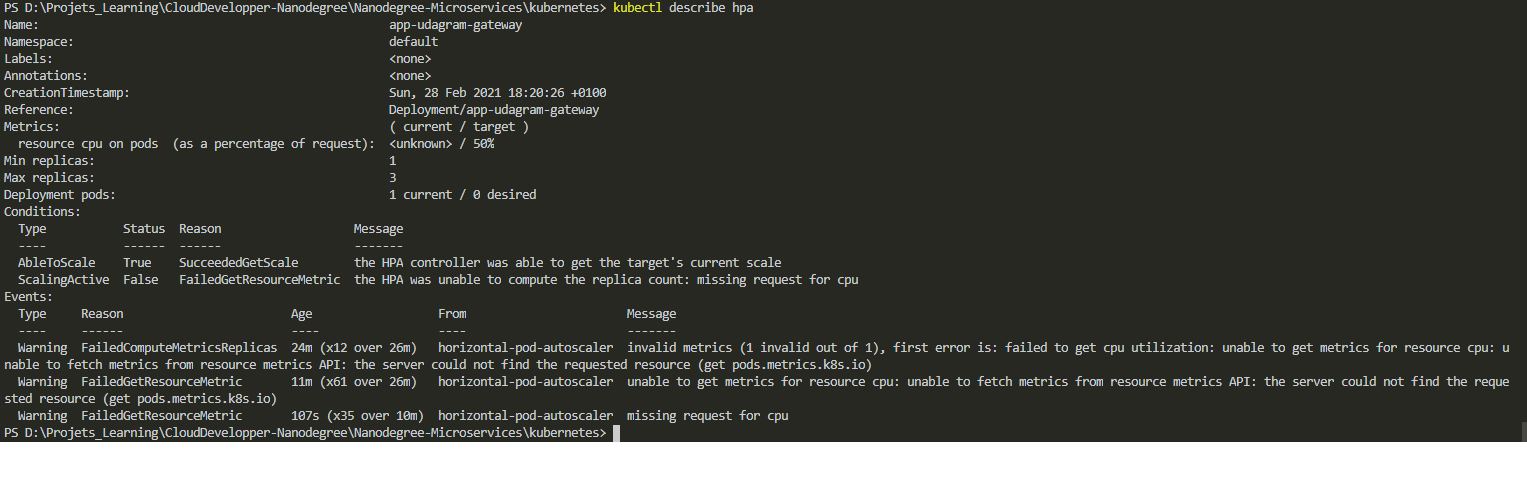 PS D:\Projets_Learning\CloudDevelopper-Nanodegree\Nanodegree-Microservices\kubernetes> kubectl describe hpa
Name:                                                  app-udagram-gateway
Namespace:                                             default
Labels:                                                <none>
Annotations:                                           <none>
CreationTimestamp:                                     Sun, 28 Feb 2021 18:20:26 +0100
Reference:                                             Deployment/app-udagram-gateway
Metrics:                                               ( current / target )
  resource cpu on pods  (as a percentage of request):  <unknown> / 50%
Min replicas:                                          1
Max replicas:                                          3
Deployment pods:                                       1 current / 0 desired
Conditions:
  Type           Status  Reason                   Message
  ----           ------  ------                   -------
  AbleToScale    True    SucceededGetScale        the HPA controller was able to get the target's current scale
  ScalingActive  False   FailedGetResourceMetric  the HPA was unable to compute the replica count: missing request for cpu
Events:
  Type     Reason                        Age                  From                       Message
  ----     ------                        ----                 ----                       -------
  Warning  FailedComputeMetricsReplicas  24m (x12 over 26m)   horizontal-pod-autoscaler  invalid metrics (1 invalid out of 1), first error is: failed to get cpu utilization: unable to get metrics for resource cpu: u
nable to fetch metrics from resource metrics API: the server could not find the requested resource (get pods.metrics.k8s.io)
  Warning  FailedGetResourceMetric       11m (x61 over 26m)   horizontal-pod-autoscaler  unable to get metrics for resource cpu: unable to fetch metrics from resource metrics API: the server could not find the reque
sted resource (get pods.metrics.k8s.io)
  Warning  FailedGetResourceMetric       107s (x35 over 10m)  horizontal-pod-autoscaler  missing request for cpu
PS D:\Projets_Learning\CloudDevelopper-Nanodegree\Nanodegree-Microservices\kubernetes>